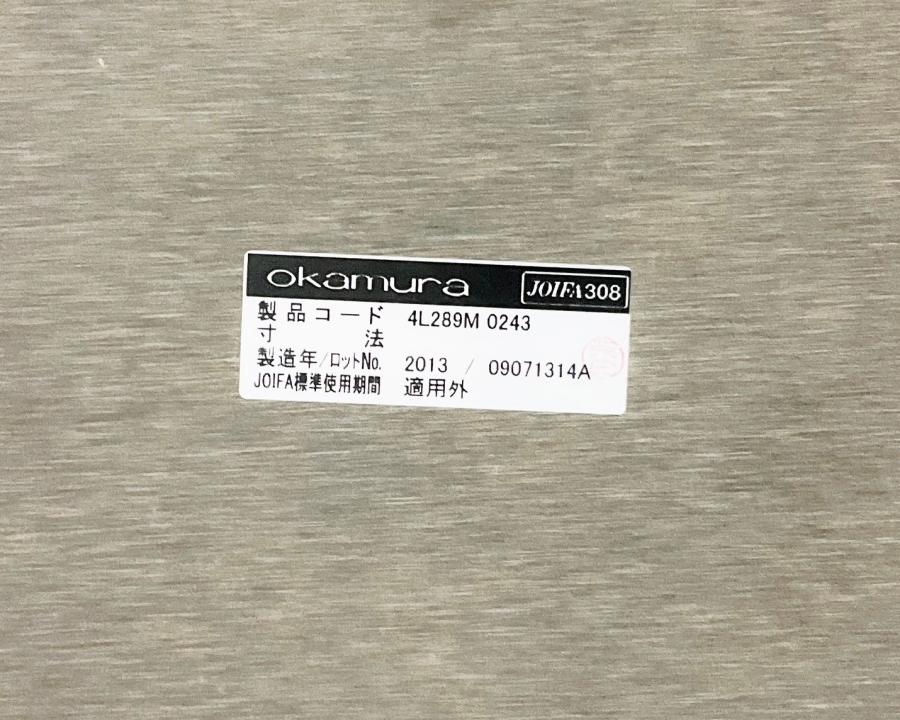 okamura JOIFA308
製品コード 4L289M 0243
寸法
製造年/ロットNo. 2013 / 09071314A
JOIFA標準使用期間 適用外